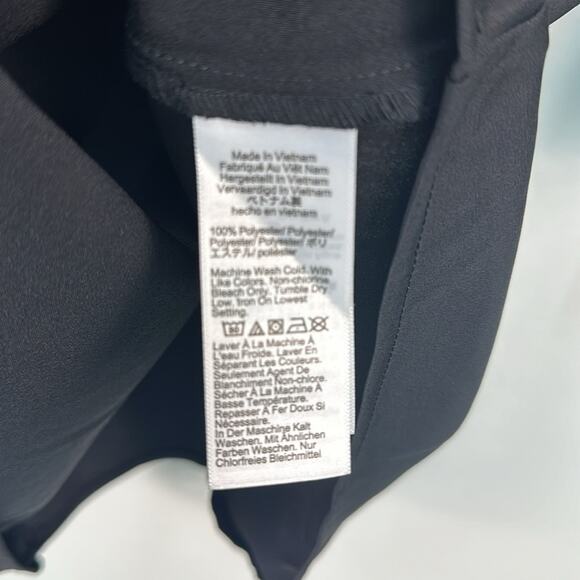 Made In Vietnam
Fabriqué Au Việt Nam
Hergestellt In Vietnam
Vervaardigd In Vietnam
ベトナム製
hecho en vietnam
100% Polyester/ Polyester/
Polyester/ Polyester/ ポリ
エステル/ poliéster
Machine Wash Cold. With
Like Colors. Non-chlorine
Bleach Only. Tumble Dry
Low. Iron On Lowest
Setting.
Laver À La Machine À
L'eau Froide. Laver En
Séparant Les Couleurs.
Seulement Agent De
Blanchiment Non-chlore.
Sécher À La Machine À
Basse Température.
Repasser À Fer Doux Si
Nécessaire.
In Der Maschine Kalt
Waschen. Mit Ähnlichen
Farben Waschen. Nur
Chlorfreies Bleichmittel